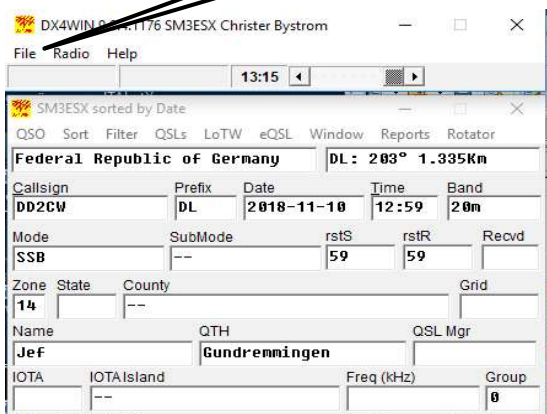 DX4WIN SM3ESX Christer Bystrom
File Radio Help
13:15
SM3ESX sorted by Date
QSO Sort Filter QSLs LoTW eQSL Window Reports Rotator
Federal Republic of Germany DL: 203° 1.335Km
Callsign Prefix Date Time Band
DD2CW DL 2018-11-10 12:59 20m
Mode SubMode rstS rstR Recvd
SSB -- 59 59
Zone State County Grid
14 --
Name QTH QSL Mgr
Jef Gundremmingen
IOTA IOTA Island Freq (kHz) Group
-- 0